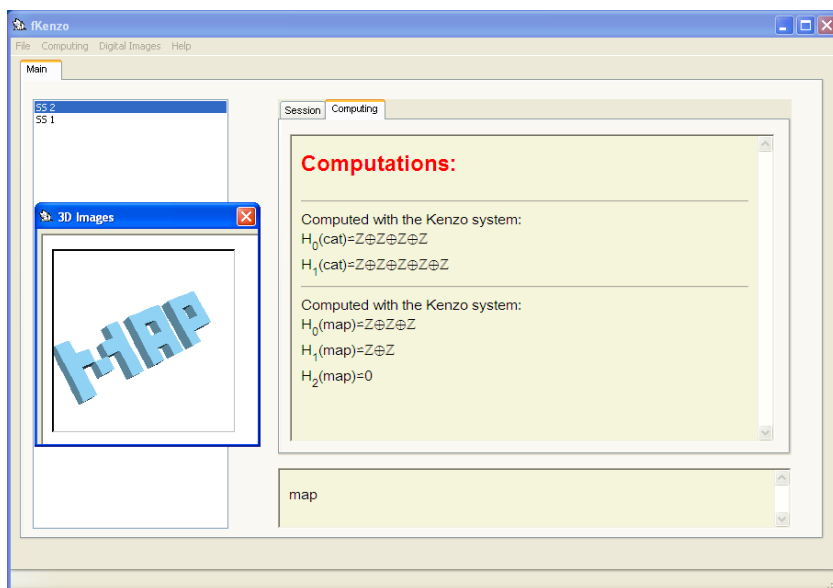 fKenzo
File Computing Digital Images Help
Main
SS 2
SS 1
Session Computing
Computations:
Computed with the Kenzo system:
H₀(cat)=Z⊕Z⊕Z⊕Z
H₁(cat)=Z⊕Z⊕Z⊕Z⊕Z
Computed with the Kenzo system:
H₀(map)=Z⊕Z⊕Z
H₁(map)=Z⊕Z
H₂(map)=0
3D Images
MAP
map